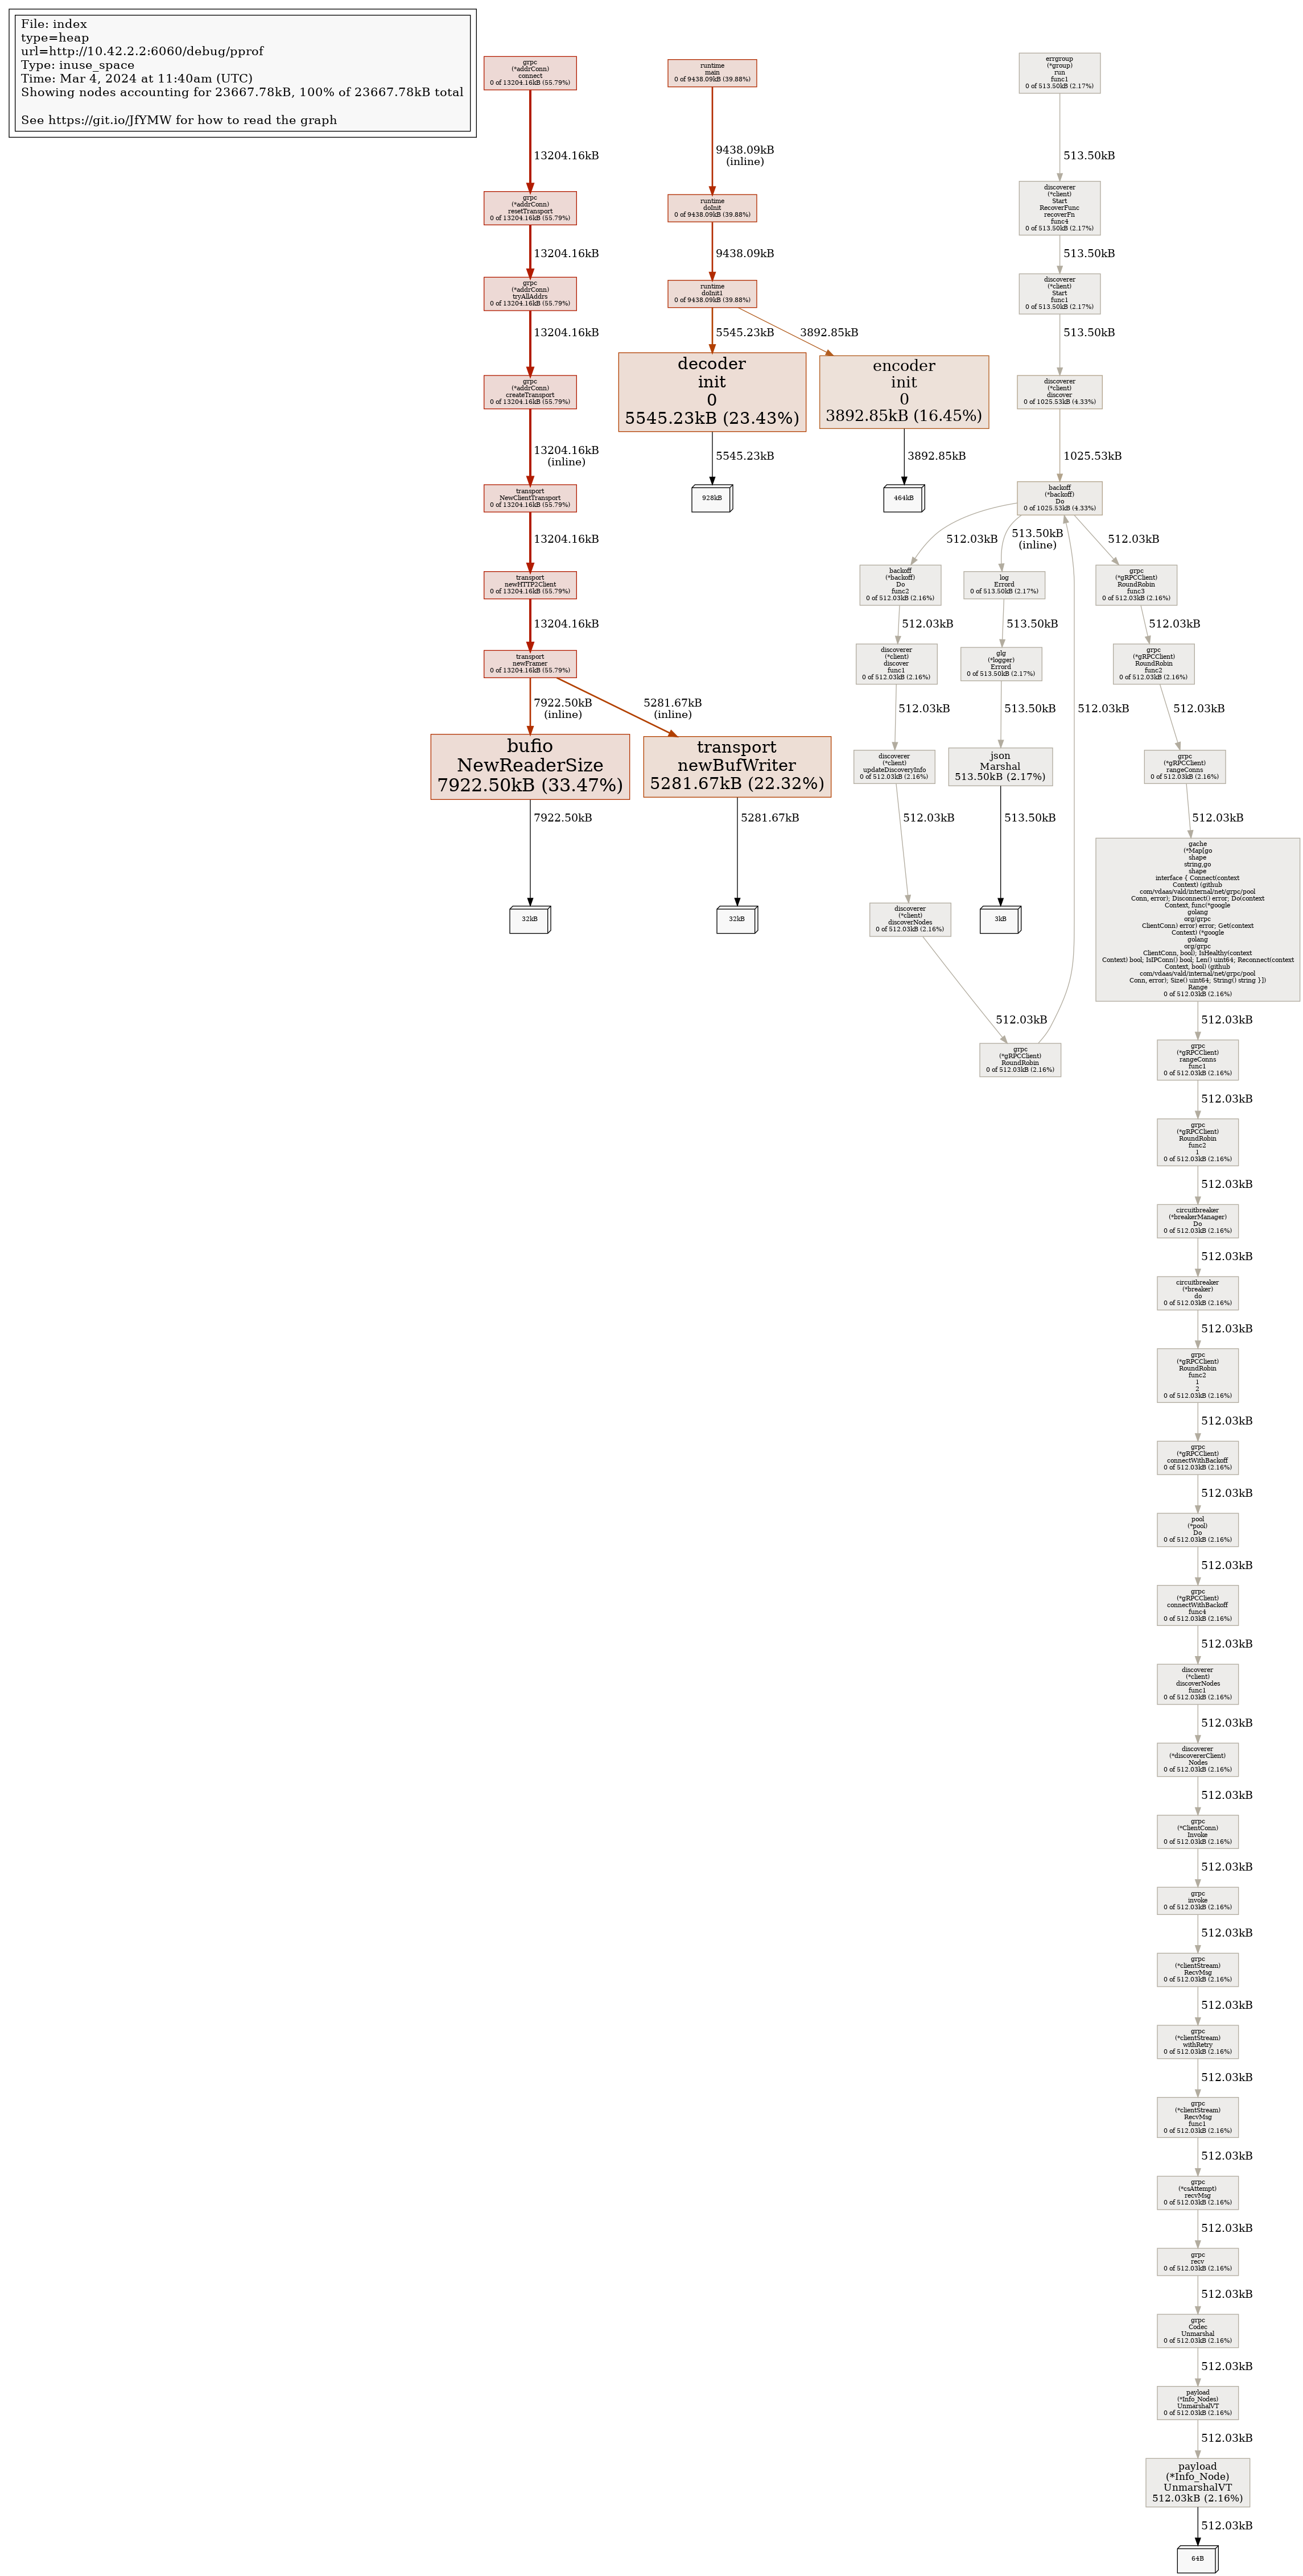 File: index
type=heap
url=http://10.42.2.2:6060/debug/pprof
Type: inuse_space
Time: Mar 4, 2024 at 11:40am (UTC)
Showing nodes accounting for 23667.78kB, 100% of 23667.78kB total
See https://git.io/JfYMW for how to read the graph
grpc
(*addrConn)
connect
0 of 13204.16kB (55.79%)
13204.16kB
grpc
(*addrConn)
resetTransport
0 of 13204.16kB (55.79%)
13204.16kB
grpc
(*addrConn)
tryAllAddrs
0 of 13204.16kB (55.79%)
13204.16kB
grpc
(*addrConn)
createTransport
0 of 13204.16kB (55.79%)
13204.16kB
(inline)
transport
NewClientTransport
0 of 13204.16kB (55.79%)
13204.16kB
transport
newHTTP2Client
0 of 13204.16kB (55.79%)
13204.16kB
transport
newFramer
0 of 13204.16kB (55.79%)
7922.50kB
(inline)
5281.67kB
(inline)
bufio
NewReaderSize
7922.50kB (33.47%)
7922.50kB
32kB
transport
newBufWriter
5281.67kB (22.32%)
5281.67kB
32kB
runtime
main
0 of 9438.09kB (39.88%)
9438.09kB
(inline)
runtime
doInit
0 of 9438.09kB (39.88%)
9438.09kB
runtime
doInit1
0 of 9438.09kB (39.88%)
5545.23kB
3892.85kB
decoder
init
0
5545.23kB (23.43%)
5545.23kB
928kB
encoder
init
0
3892.85kB (16.45%)
3892.85kB
464kB
errgroup
(*group)
run
func1
0 of 513.50kB (2.17%)
513.50kB
discoverer
(*client)
Start
RecoverFunc
recoverFn
func4
0 of 513.50kB (2.17%)
513.50kB
discoverer
(*client)
Start
func1
0 of 513.50kB (2.17%)
513.50kB
discoverer
(*client)
discover
0 of 1025.53kB (4.33%)
1025.53kB
backoff
(*backoff)
Do
0 of 1025.53kB (4.33%)
512.03kB
513.50kB
(inline)
512.03kB
backoff
(*backoff)
Do
func2
0 of 512.03kB (2.16%)
512.03kB
discoverer
(*client)
discover
func1
0 of 512.03kB (2.16%)
512.03kB
discoverer
(*client)
updateDiscoveryInfo
0 of 512.03kB (2.16%)
512.03kB
discoverer
(*client)
discoverNodes
0 of 512.03kB (2.16%)
512.03kB
grpc
(*gRPCClient)
RoundRobin
0 of 512.03kB (2.16%)
512.03kB
log
Errord
0 of 513.50kB (2.17%)
513.50kB
glg
(*logger)
Errord
0 of 513.50kB (2.17%)
513.50kB
json
Marshal
513.50kB (2.17%)
513.50kB
3kB
grpc
(*gRPCClient)
RoundRobin
func3
0 of 512.03kB (2.16%)
512.03kB
grpc
(*gRPCClient)
RoundRobin
func2
0 of 512.03kB (2.16%)
512.03kB
grpc
(*gRPCClient)
rangeConns
0 of 512.03kB (2.16%)
512.03kB
gache
(*Map[go
shape
string,go
shape
interface { Connect(context
Context) (github
com/vdaas/vald/internal/net/grpc/pool
Conn, error); Disconnect() error; Do(context
Context, func(*google
golang
org/grpc
ClientConn) error) error; Get(context
Context) (*google
golang
org/grpc
ClientConn, bool); IsHealthy(context
Context) bool; IsIPConn() bool; Len() uint64; Reconnect(context
Context, bool) (github
com/vdaas/vald/internal/net/grpc/pool
Conn, error); Size() uint64; String() string }])
Range
0 of 512.03kB (2.16%)
512.03kB
grpc
(*gRPCClient)
rangeConns
func1
0 of 512.03kB (2.16%)
512.03kB
grpc
(*gRPCClient)
RoundRobin
func2
1
0 of 512.03kB (2.16%)
512.03kB
circuitbreaker
(*breakerManager)
Do
0 of 512.03kB (2.16%)
512.03kB
circuitbreaker
(*breaker)
do
0 of 512.03kB (2.16%)
512.03kB
grpc
(*gRPCClient)
RoundRobin
func2
1
2
0 of 512.03kB (2.16%)
512.03kB
grpc
(*gRPCClient)
connectWithBackoff
0 of 512.03kB (2.16%)
512.03kB
pool
(*pool)
Do
0 of 512.03kB (2.16%)
512.03kB
grpc
(*gRPCClient)
connectWithBackoff
func4
0 of 512.03kB (2.16%)
512.03kB
discoverer
(*client)
discoverNodes
func1
0 of 512.03kB (2.16%)
512.03kB
discoverer
(*discovererClient)
Nodes
0 of 512.03kB (2.16%)
512.03kB
grpc
(*ClientConn)
Invoke
0 of 512.03kB (2.16%)
512.03kB
grpc
invoke
0 of 512.03kB (2.16%)
512.03kB
grpc
(*clientStream)
RecvMsg
0 of 512.03kB (2.16%)
512.03kB
grpc
(*clientStream)
withRetry
0 of 512.03kB (2.16%)
512.03kB
grpc
(*clientStream)
RecvMsg
func1
0 of 512.03kB (2.16%)
512.03kB
grpc
(*csAttempt)
recvMsg
0 of 512.03kB (2.16%)
512.03kB
grpc
recv
0 of 512.03kB (2.16%)
512.03kB
grpc
Codec
Unmarshal
0 of 512.03kB (2.16%)
512.03kB
payload
(*Info_Nodes)
UnmarshalVT
0 of 512.03kB (2.16%)
512.03kB
payload
(*Info_Node)
UnmarshalVT
512.03kB (2.16%)
512.03kB
64B